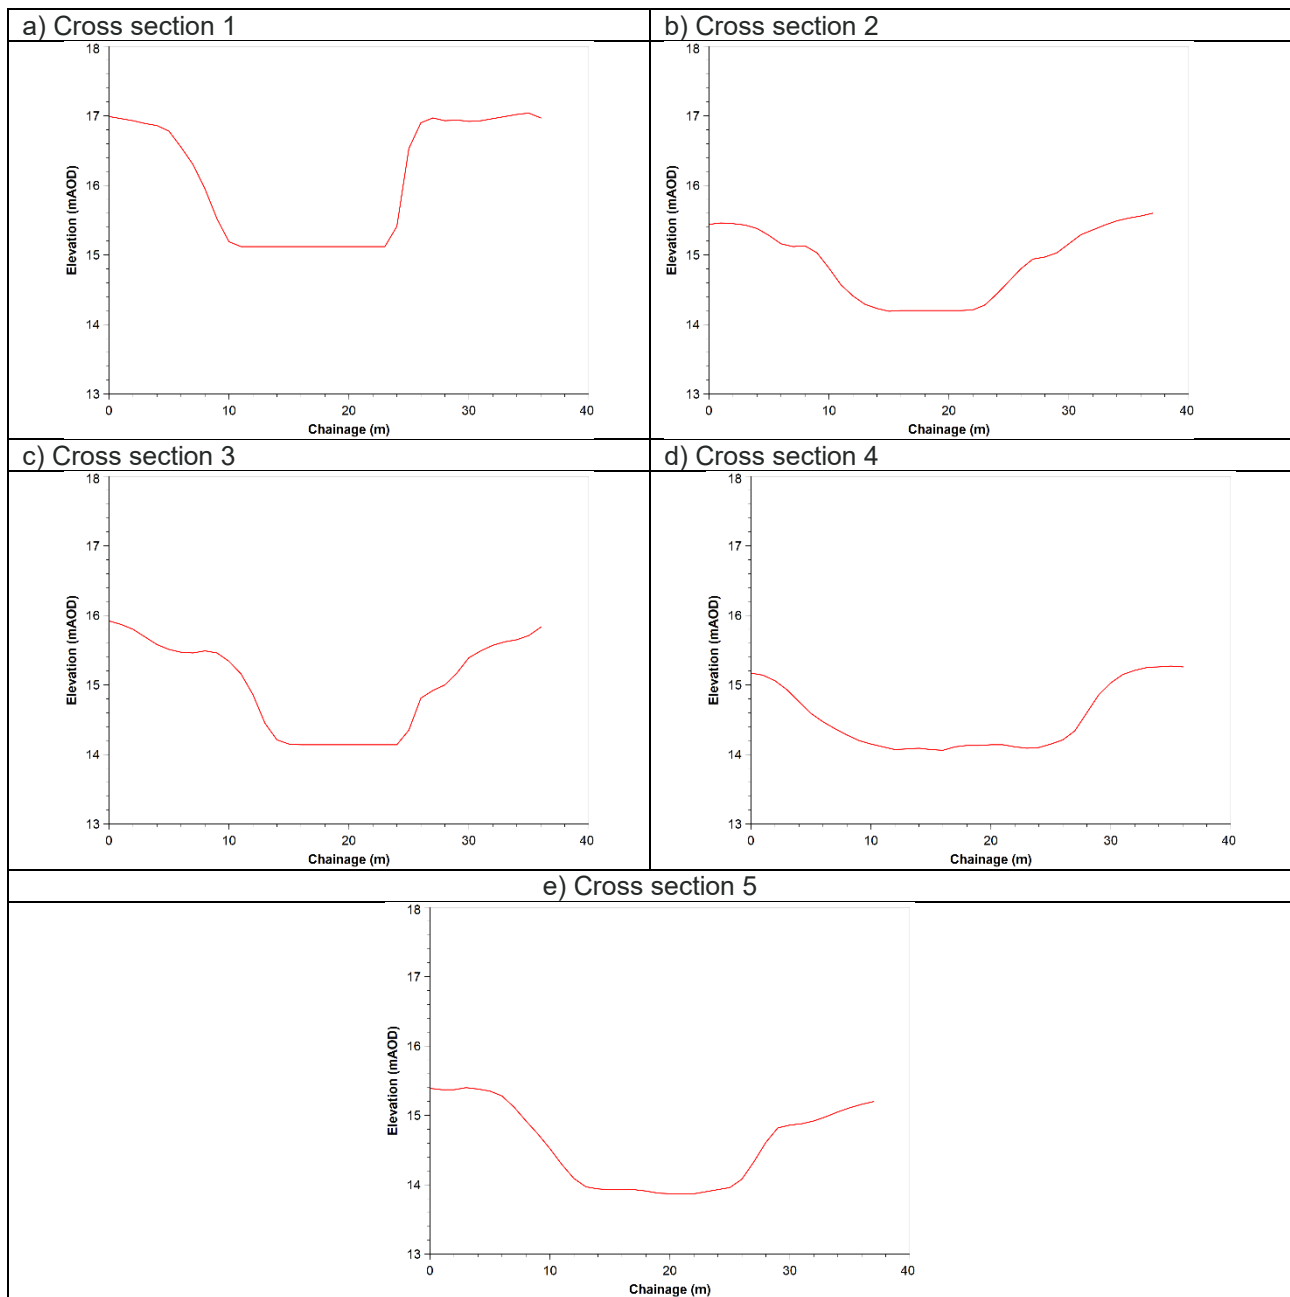 a) Cross section 1
b) Cross section 2
18
17
16
15
14
13
Elevation (mAOD)
0 10 20 30 40
Chainage (m)
18
17
16
15
14
13
Elevation (mAOD)
0 10 20 30 40
Chainage (m)
c) Cross section 3
d) Cross section 4
18
17
16
15
14
13
Elevation (mAOD)
0 10 20 30 40
Chainage (m)
18
17
16
15
14
13
Elevation (mAOD)
0 10 20 30 40
Chainage (m)
e) Cross section 5
18
17
16
15
14
13
Elevation (mAOD)
0 10 20 30 40
Chainage (m)